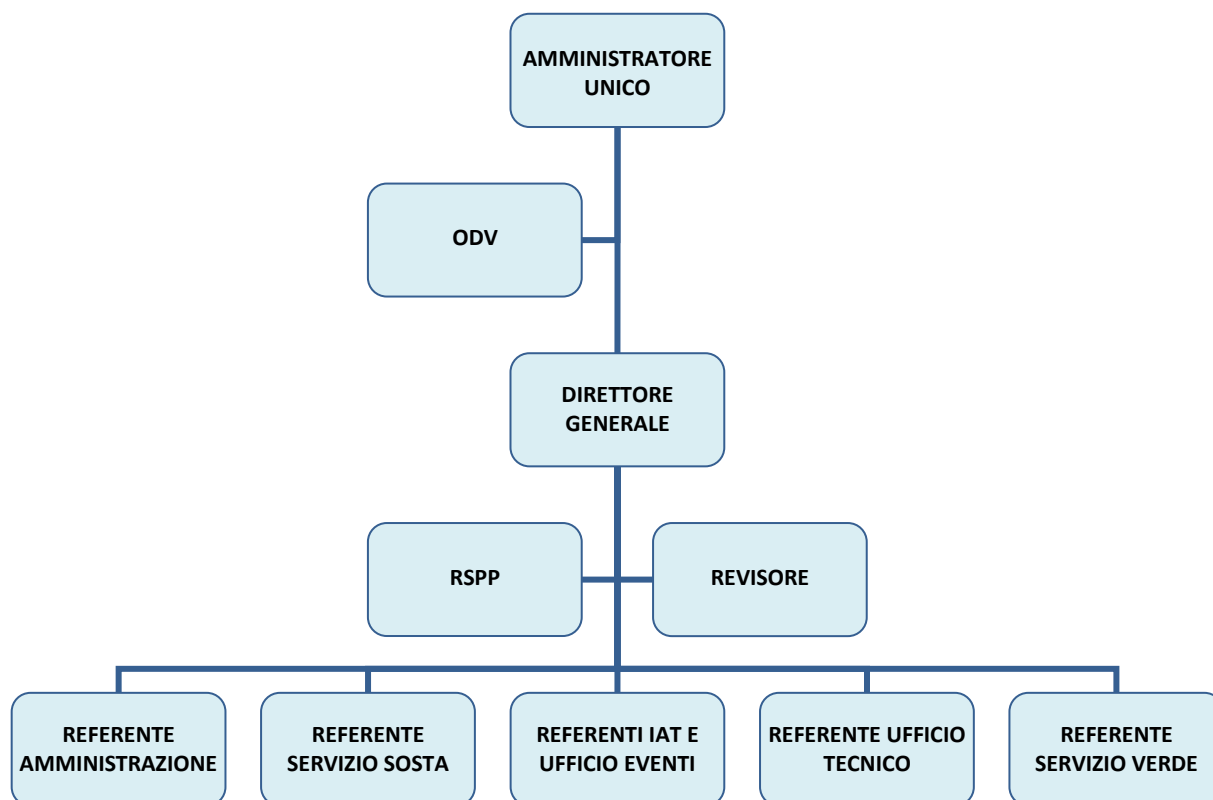 AMMINISTRATORE
UNICO
ODV
DIRETTORE
GENERALE
RSPP
REVISORE
REFERENTE
AMMINISTRAZIONE
REFERENTE
SERVIZIO SOSTA
REFERENTI IAT E
UFFICIO EVENTI
REFERENTE UFFICIO
TECNICO
REFERENTE
SERVIZIO VERDE